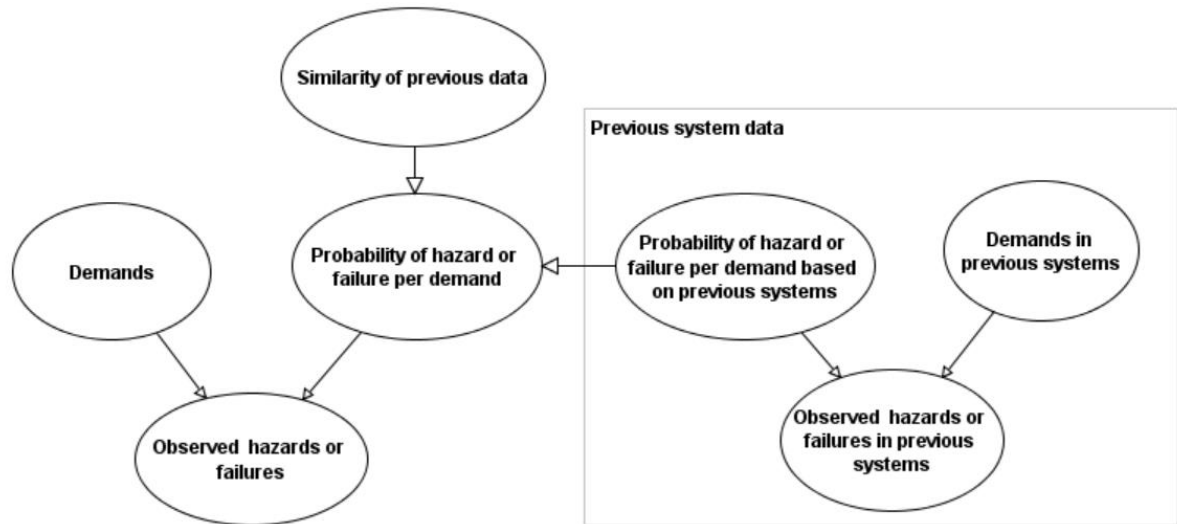 Similarity of previous data
Previous system data
Demands
Probability of hazard or
failure per demand
Probability of hazard or
failure per demand based
on previous systems
Demands in
previous systems
Observed hazards or
failures
Observed hazards or
failures in previous
systems